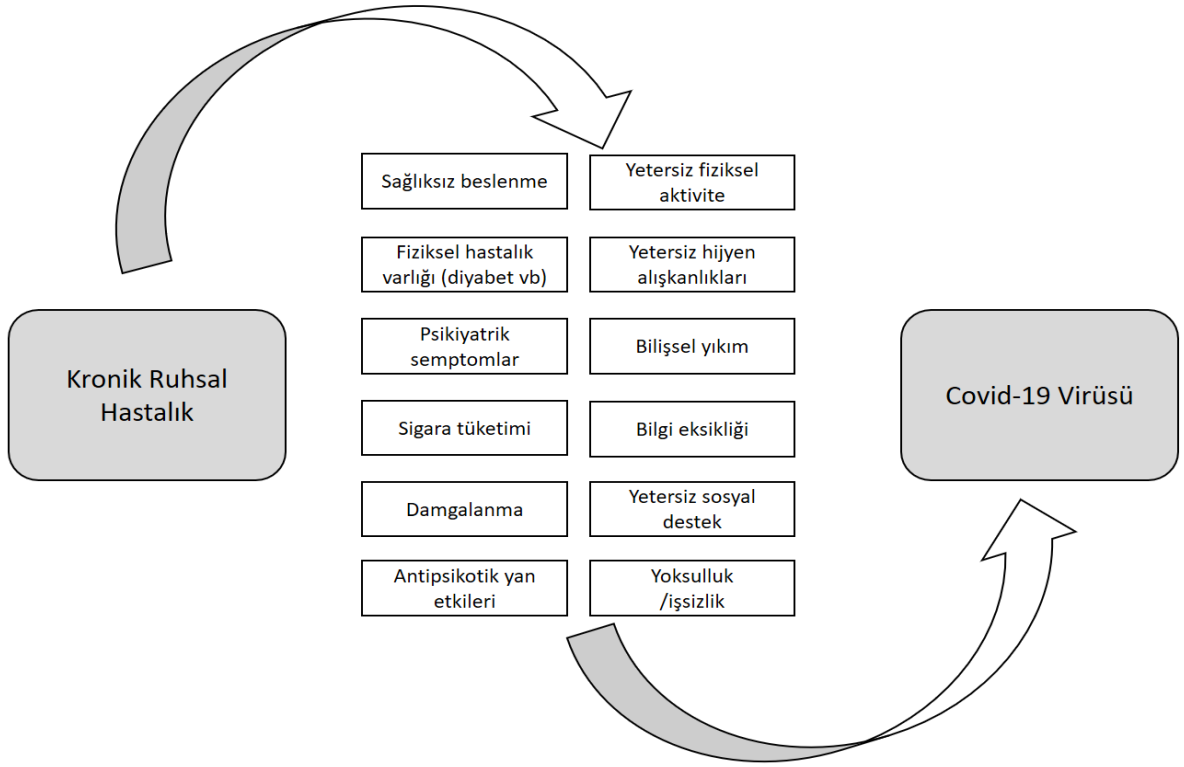 Sağlıksız beslenme
Yetersiz fiziksel
aktivite
Fiziksel hastalık
varlığı (diyabet vb)
Yetersiz hijyen
alışkanlıkları
Kronik Ruhsal
Hastalık
Psikiyatrik
semptomlar
Bilişsel yıkım
Covid-19 Virüsü
Sigara tüketimi
Bilgi eksikliği
Damgalanma
Yetersiz sosyal
destek
Antipsikotik yan
etkileri
Yoksulluk
/işsizlik